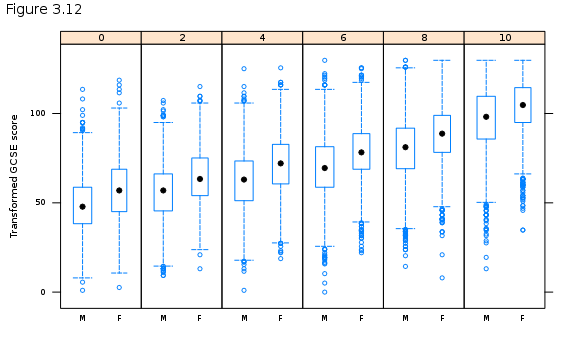 Figure 3.12
0 2 4 6 8 10
Transformed GCSE score
100
50
0
M F M F M F M F M F M F